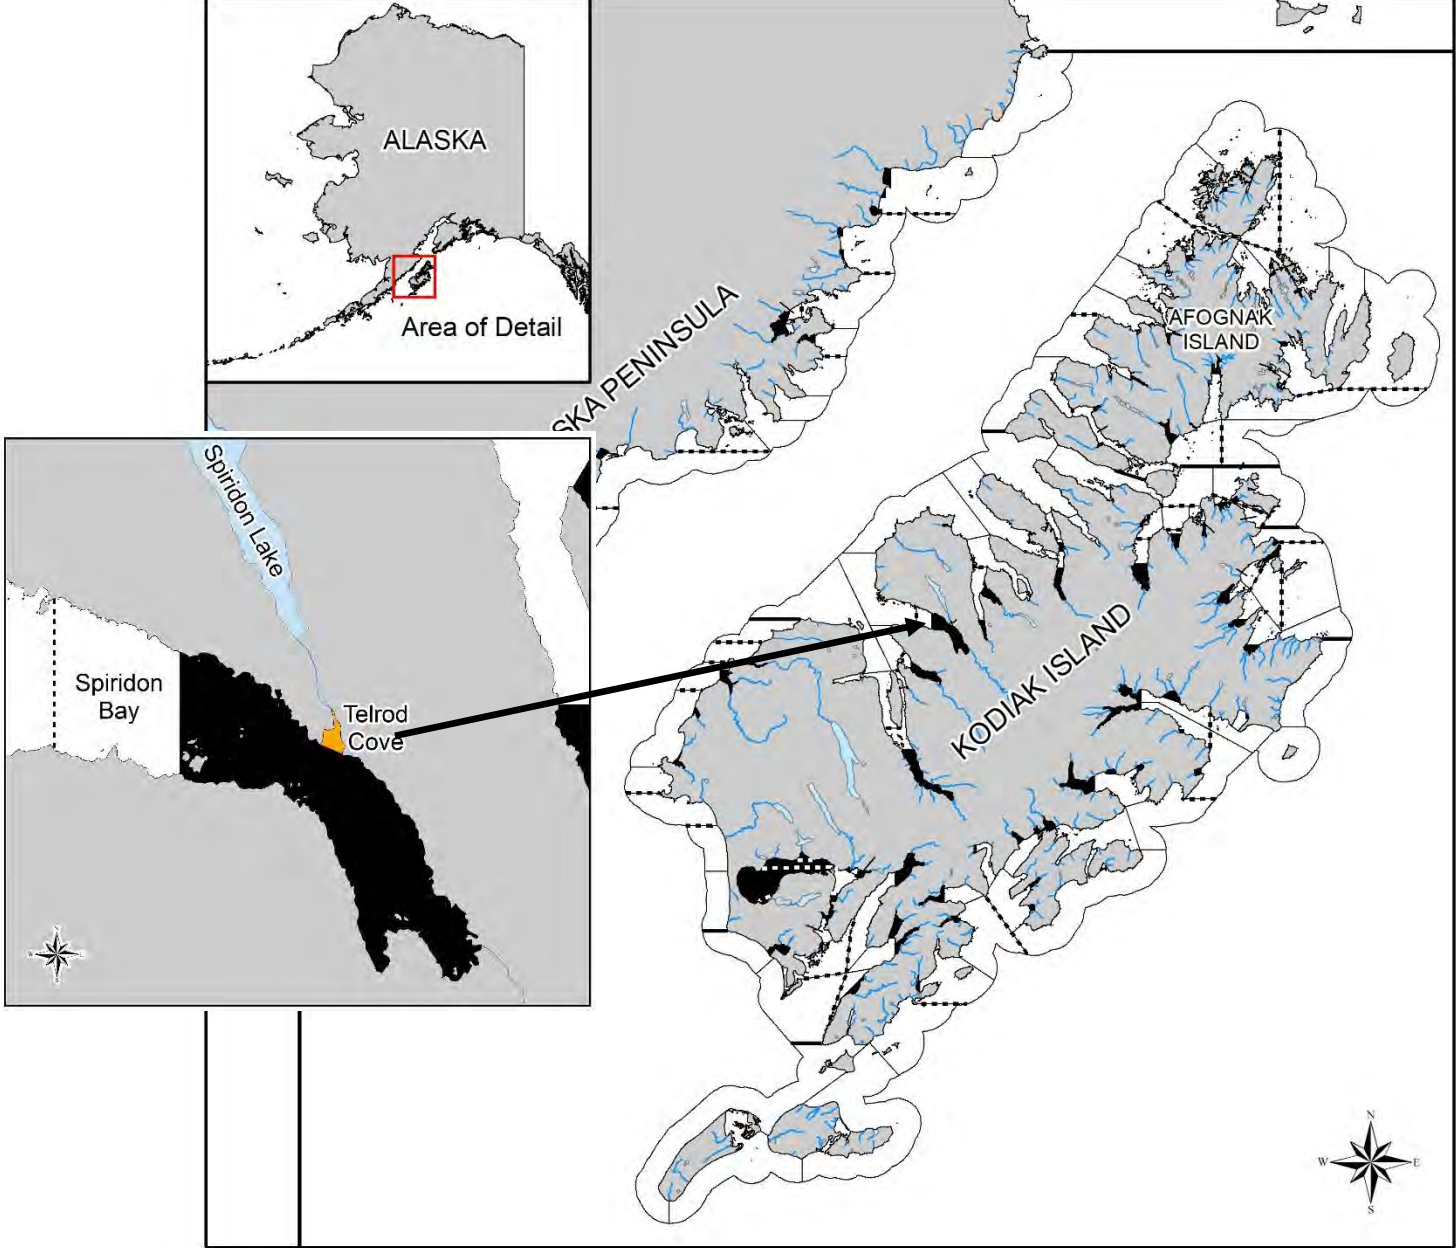 ALASKA
Area of Detail
SKA PENINSULA
AFOGNAK
ISLAND
KODIAK ISLAND
Spiridon Lake
Spiridon
Bay
Telrod
Cove
N
W
E
S